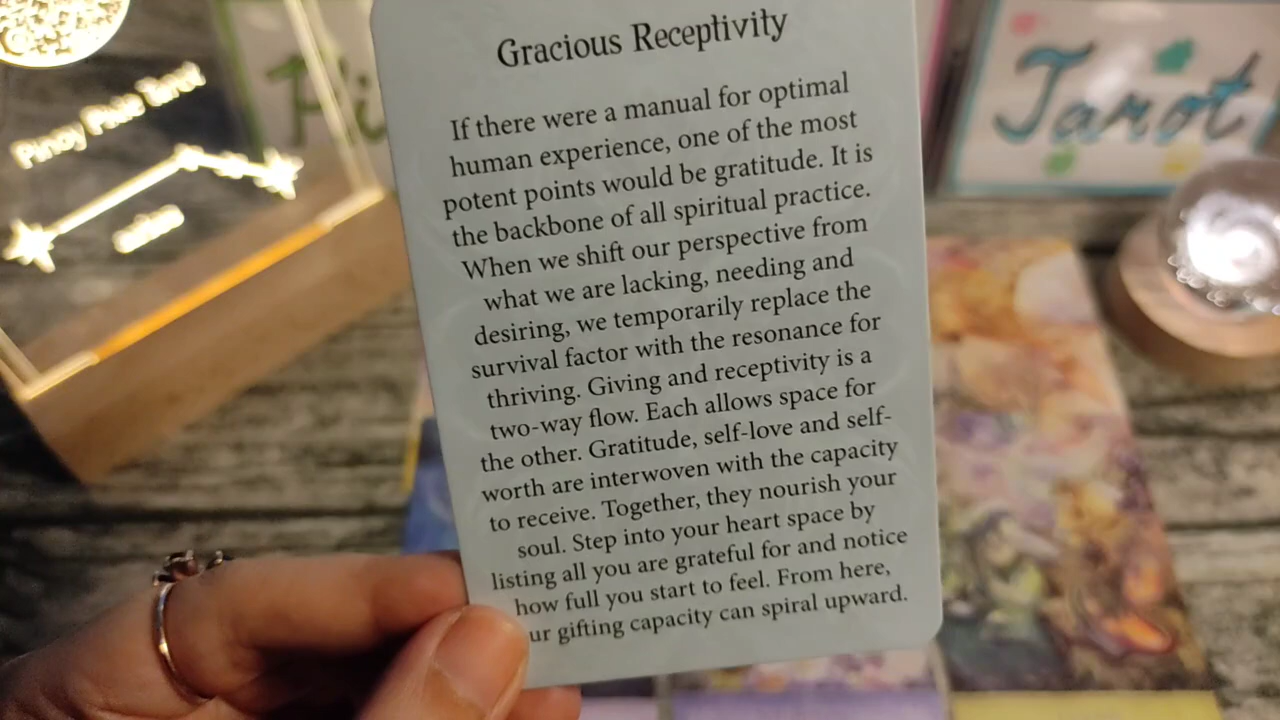 Gracious Receptivity
If there were a manual for optimal
human experience, one of the most
potent points would be gratitude. It is
the backbone of all spiritual practice.
When we shift our perspective from
what we are lacking, needing and
desiring, we temporarily replace the
survival factor with the resonance for
thriving. Giving and receptivity is a
two-way flow. Each allows space for
the other. Gratitude, self-love and self-
worth are interwoven with the capacity
to receive. Together, they nourish your
soul. Step into your heart space by
listing all you are grateful for and notice
how full you start to feel. From here,
ur gifting capacity can spiral upward.
Pinoy Pixie Tarot
Tarot